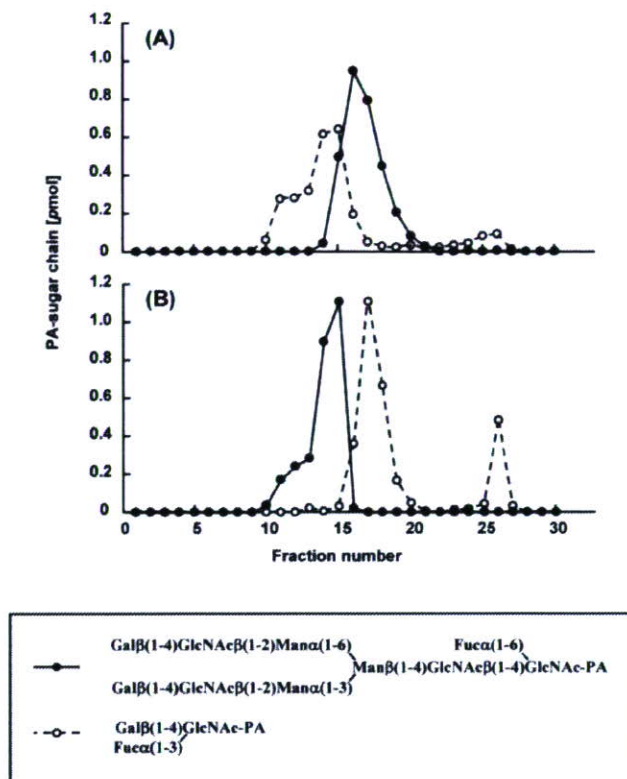 1.2
(A)
1.0
0.8
0.6
0.4
0.2
0
PA-sugar chain [pmol]
1.2
(B)
1.0
0.8
0.6
0.4
0.2
0
0 5 10 15 20 25 30
Fraction number
Galβ(1-4)GlcNAcβ(1-2)Manα(1-6) Fucα(1-6)
Manβ(1-4)GlcNAcβ(1-4)GlcNAc-PA
Galβ(1-4)GlcNAcβ(1-2)Manα(1-3)
Galβ(1-4)
GlcNAc-PA
Fucα(1-3)